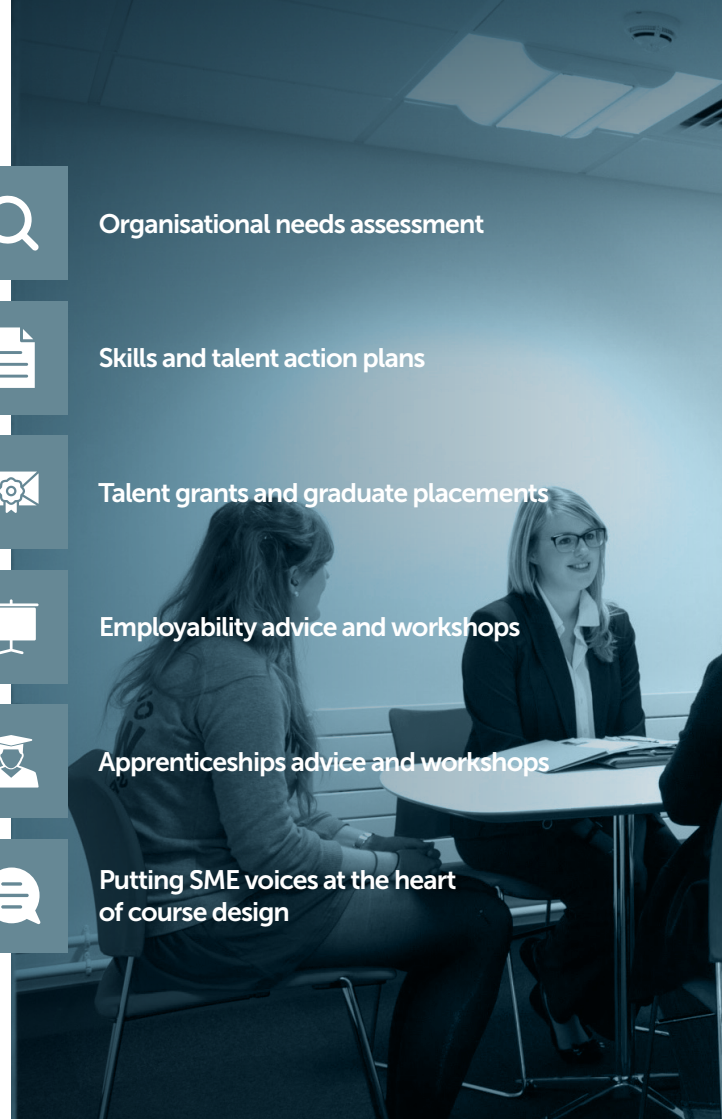 Organisational needs assessment
Skills and talent action plans
Talent grants and graduate placements
Employability advice and workshops
Apprenticeships advice and workshops
Putting SME voices at the heart
of course design